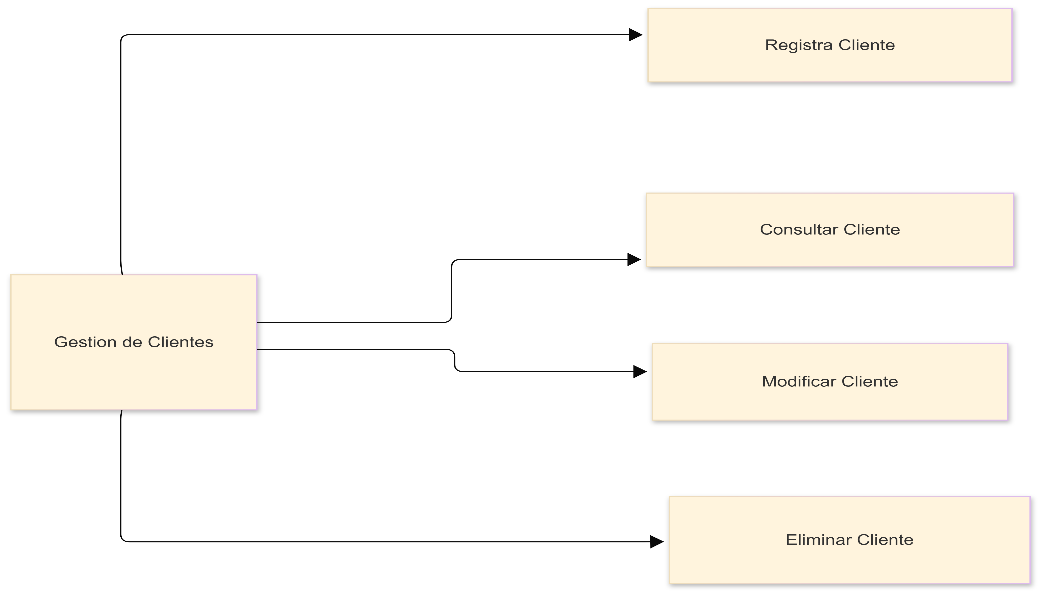 Registra Cliente
Consultar Cliente
Gestion de Clientes
Modificar Cliente
Eliminar Cliente